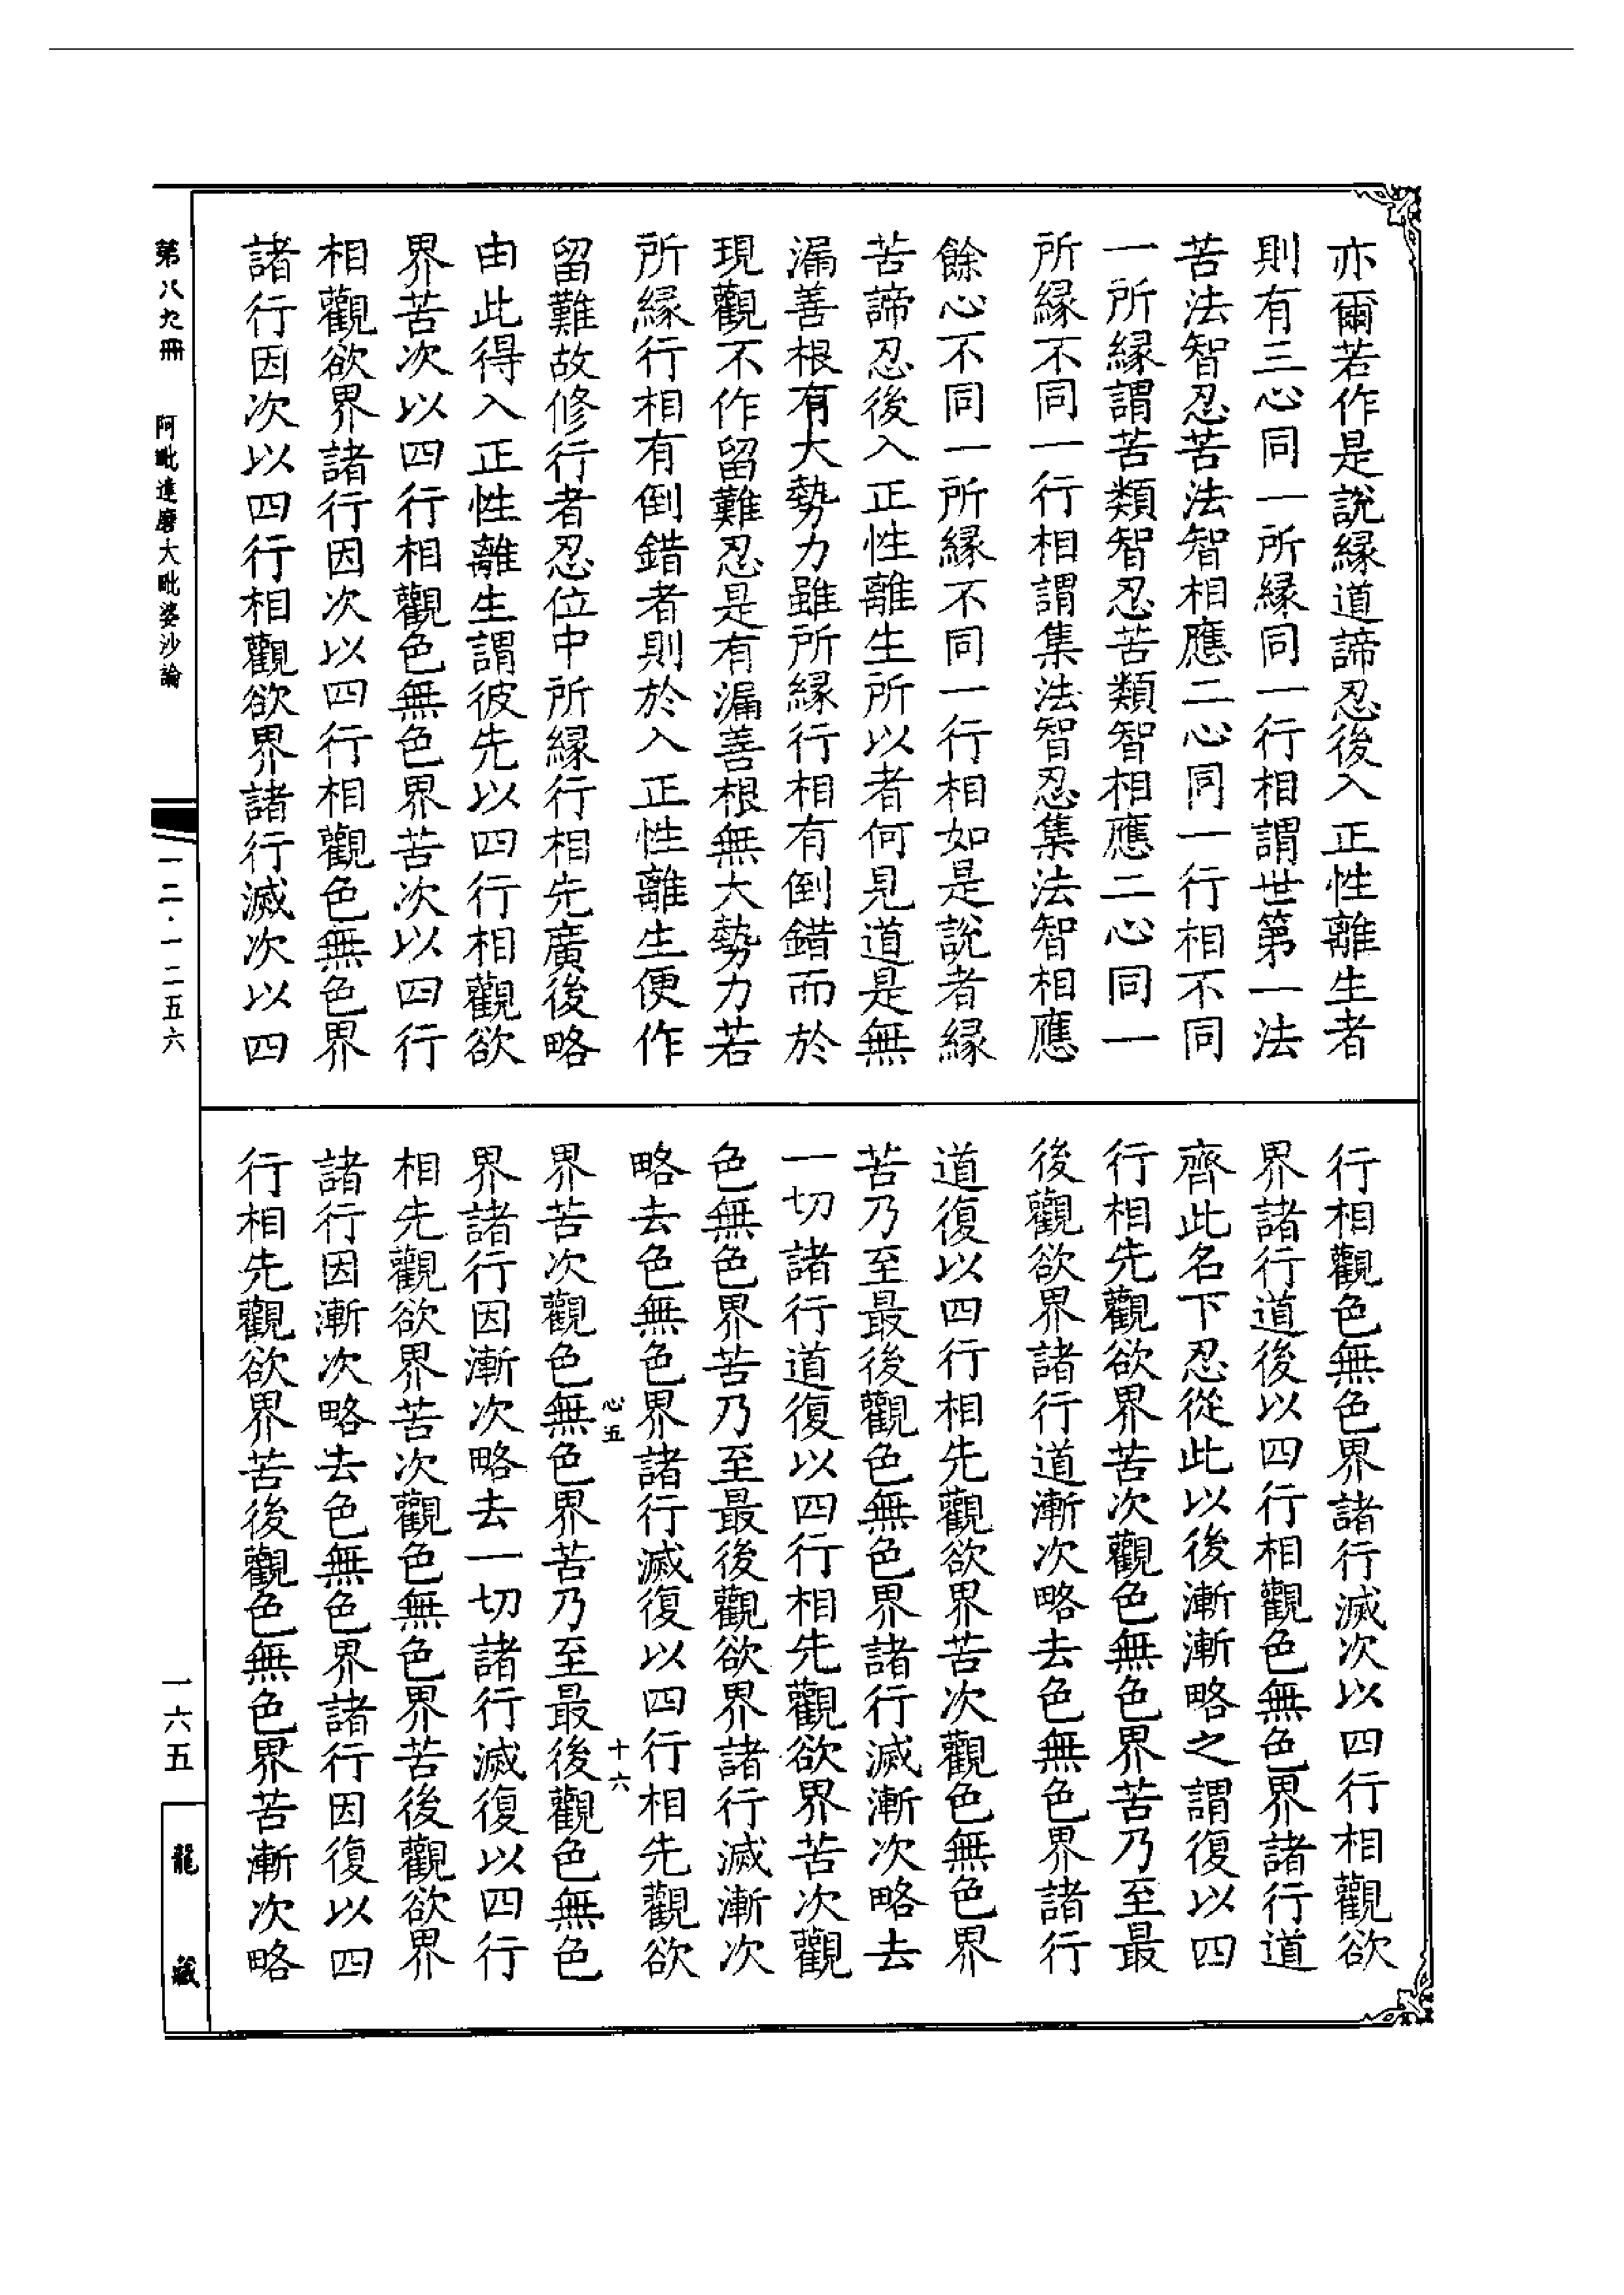 亦爾若作是說緣道諦忍後入正性離生者
則有三心同一所緣同一行相謂世第一法
苦法智忍苦法智相應二心同一行相不同
一所緣謂苦類智忍苦類智相應二心同一
所緣不同一行相謂集法智忍集法智相應
餘心不同一所緣不同一行相如是說者緣
苦諦忍後入正性離生所以者何見道是無
漏善根有大勢力雖所緣行相有倒錯而於
現觀不作留難忍是有漏善根無大勢力若
所緣行相有倒錯者則於入正性離生便作
留難故修行者忍位中所緣行相先廣後略
由此得入正性離生謂彼先以四行相觀欲
界苦次以四行相觀色無色界苦次以四行
相觀欲界諸行因次以四行相觀色無色界
諸行因次以四行相觀欲界諸行滅次以四
行相觀色無色界諸行滅次以四行相觀欲
界諸行道後以四行相觀色無色界諸行道
齊此名下忍從此以後漸漸略之謂復以四
行相先觀欲界苦次觀色無色界苦乃至最
後觀欲界諸行道漸次略去色無色界諸行
道復以四行相先觀欲界苦次觀色無色界
苦乃至最後觀色無色界諸行滅漸次略去
一切諸行道復以四行相先觀欲界苦次觀
色無色界苦乃至最後觀欲界諸行滅漸次
略去色無色界諸行滅復以四行相先觀欲
心五
十六
界苦次觀色無色界苦乃至最後觀色無色
界諸行因漸次略去一切諸行滅復以四行
相先觀欲界苦次觀色無色界苦後觀欲界
諸行因漸次略去色無色界諸行因復以四
行相先觀欲界苦後觀色無色界苦漸次略
第八九冊
阿毗達磨大毗婆沙論
一二·一二五六
一六五
龍藏